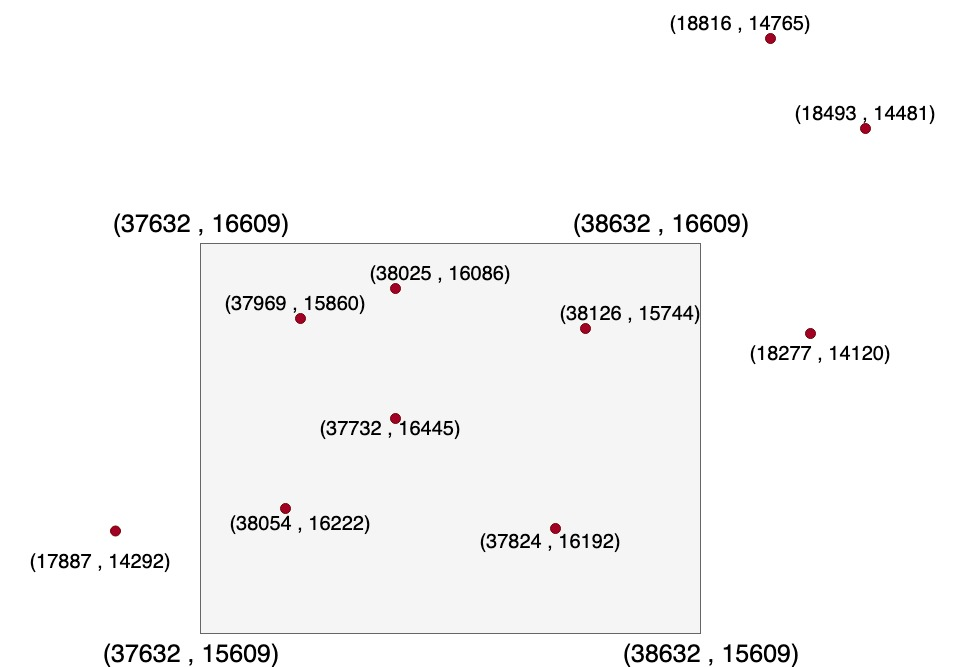 (18816 , 14765)
(18493 , 14481)
(37632 , 16609)
(38632 , 16609)
(38025 , 16086)
(37969 , 15860)
(38126 , 15744)
(18277 , 14120)
(37732 , 16445)
(38054 , 16222)
(37824 , 16192)
(17887 , 14292)
(37632 , 15609)
(38632 , 15609)